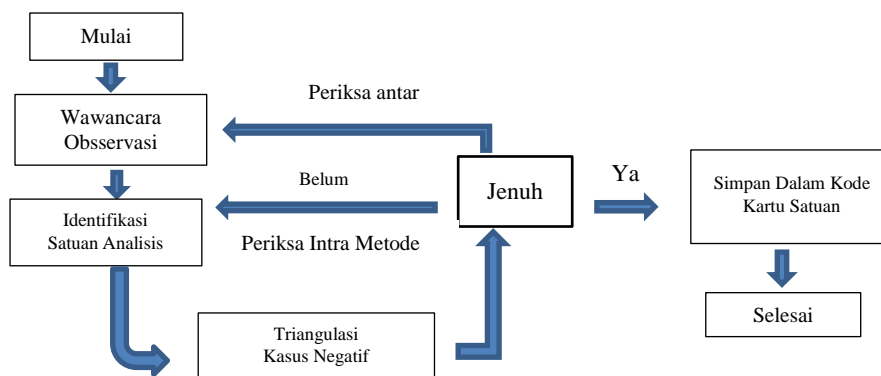 Mulai
Periksa antar
Wawancara
Obsservasi
Belum
Jenuh
Ya
Simpan Dalam Kode
Kartu Satuan
Identifikasi
Satuan Analisis
Periksa Intra Metode
Triangulasi
Kasus Negatif
Selesai